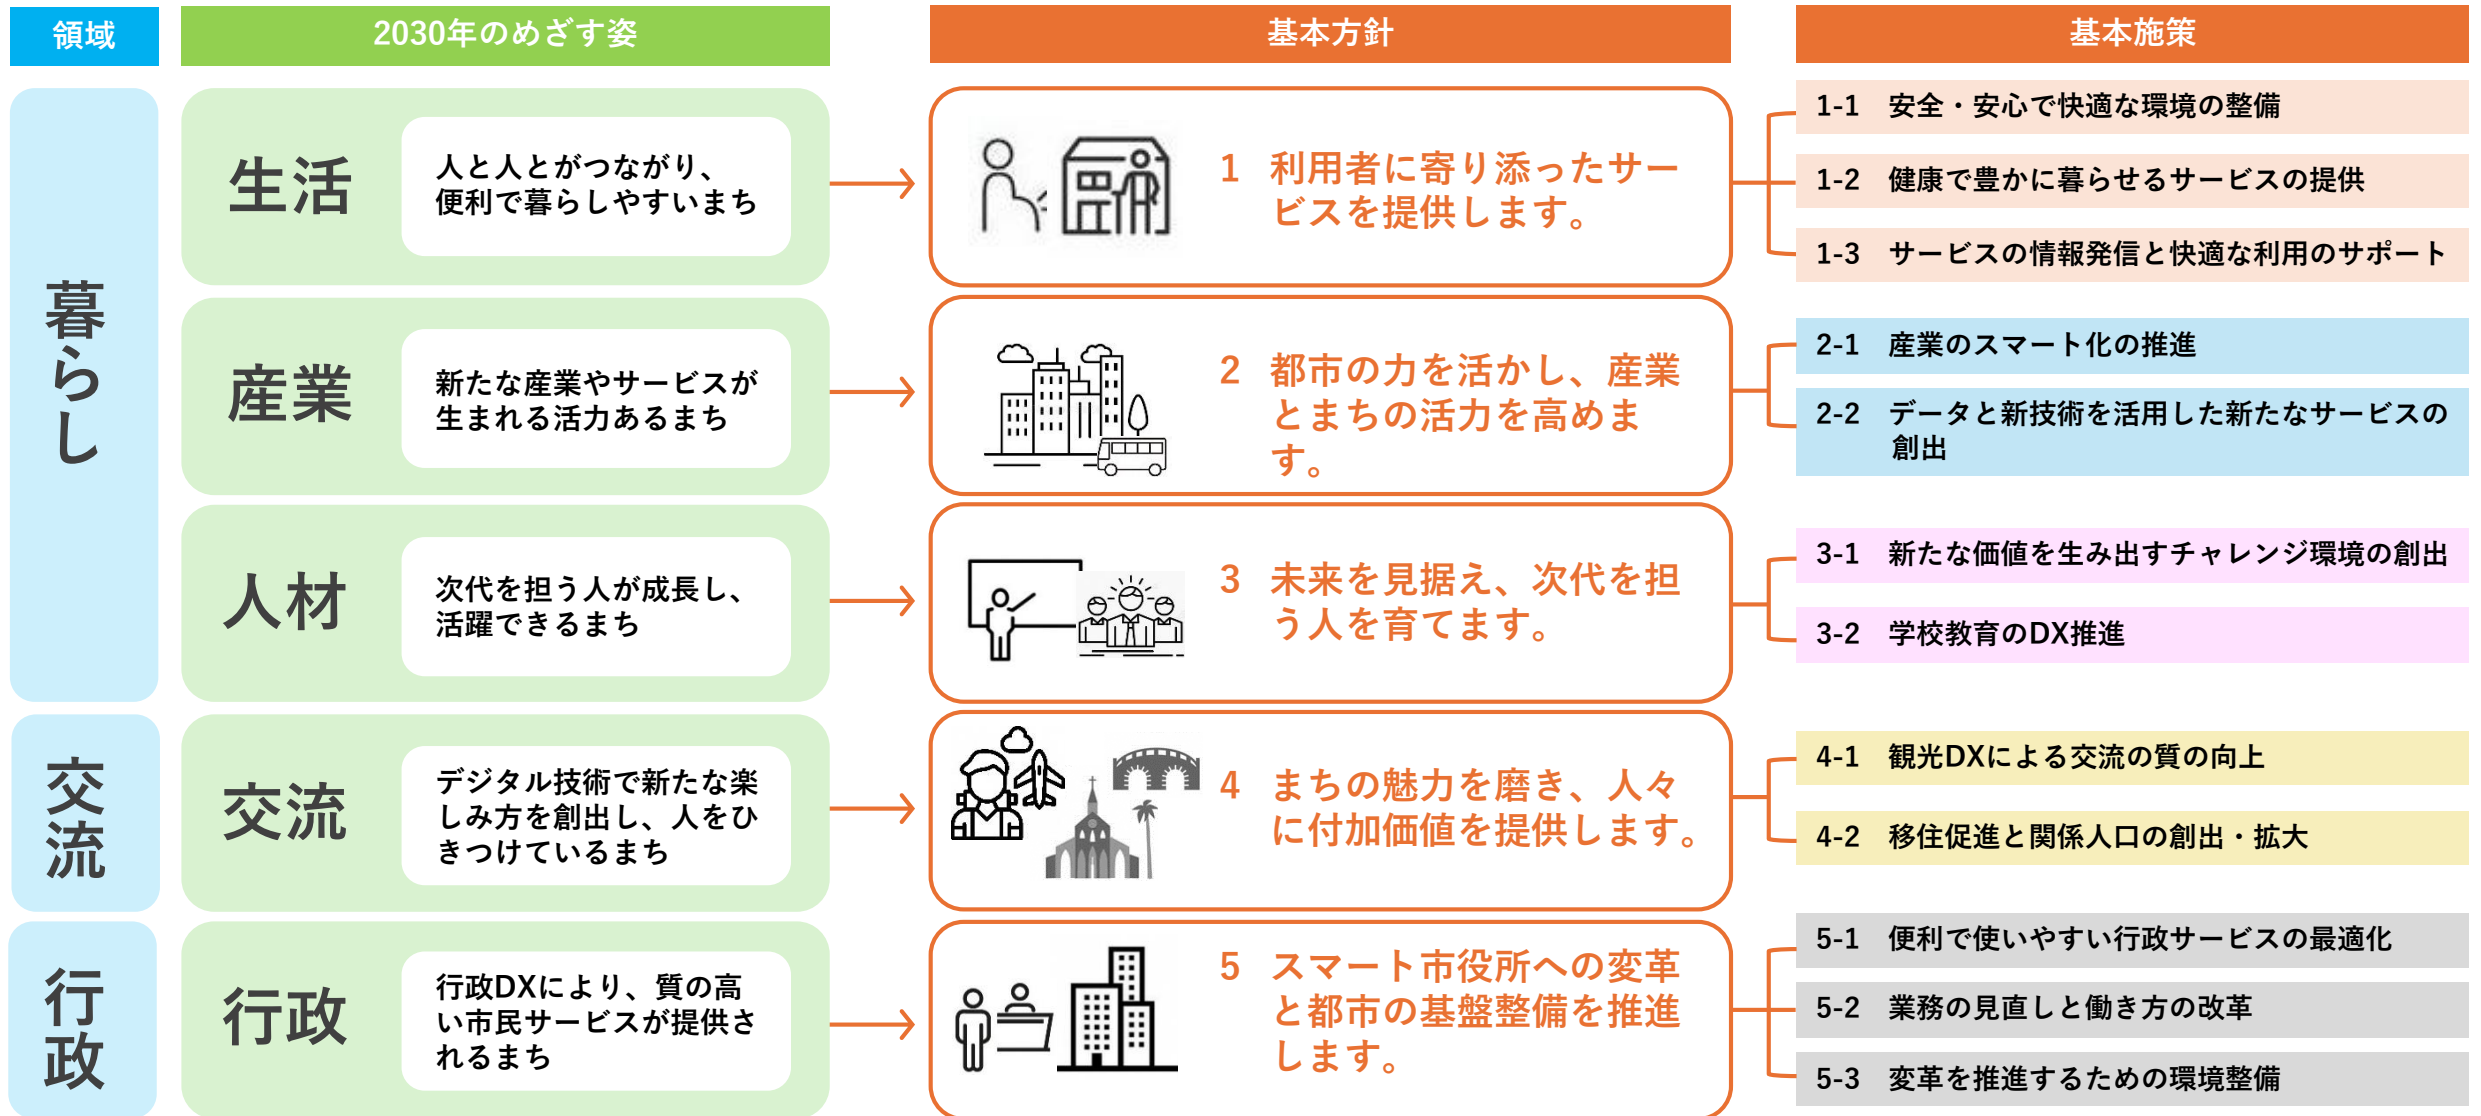 領域
2030年のめざす姿
基本方針
基本施策
暮らし
生活
人と人とがつながり、
便利で暮らしやすいまち
1 利用者に寄り添ったサー
ビスを提供します。
1-1 安全・安心で快適な環境の整備
1-2 健康で豊かに暮らせるサービスの提供
1-3 サービスの情報発信と快適な利用のサポート
産業
新たな産業やサービスが
生まれる活力あるまち
2 都市の力を活かし、産業
とまちの活力を高めま
す。
2-1 産業のスマート化の推進
2-2 データと新技術を活用した新たなサービスの
創出
人材
次代を担う人が成長し、
活躍できるまち
3 未来を見据え、次代を担
う人を育てます。
3-1 新たな価値を生み出すチャレンジ環境の創出
3-2 学校教育のDX推進
交流
交流
デジタル技術で新たな楽
しみ方を創出し、人をひ
きつけているまち
4 まちの魅力を磨き、人々
に付加価値を提供します。
4-1 観光DXによる交流の質の向上
4-2 移住促進と関係人口の創出・拡大
行政
行政
行政DXにより、質の高
い市民サービスが提供さ
れるまち
5 スマート市役所への変革
と都市の基盤整備を推進
します。
5-1 便利で使いやすい行政サービスの最適化
5-2 業務の見直しと働き方の改革
5-3 変革を推進するための環境整備